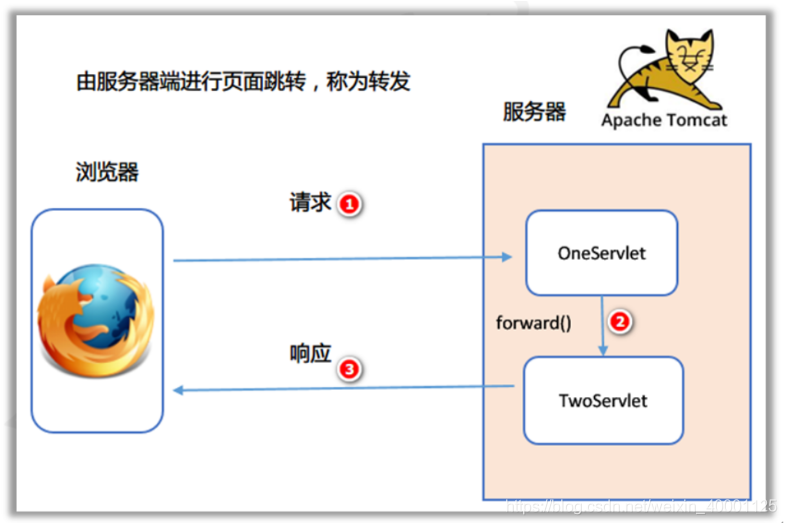 由服务器端进行页面跳转，称为转发
服务器
Apache Tomcat
浏览器
请求 1
OneServlet
forward() 2
响应 3
TwoServlet
https://blog.csdn.net/weixin_40001125